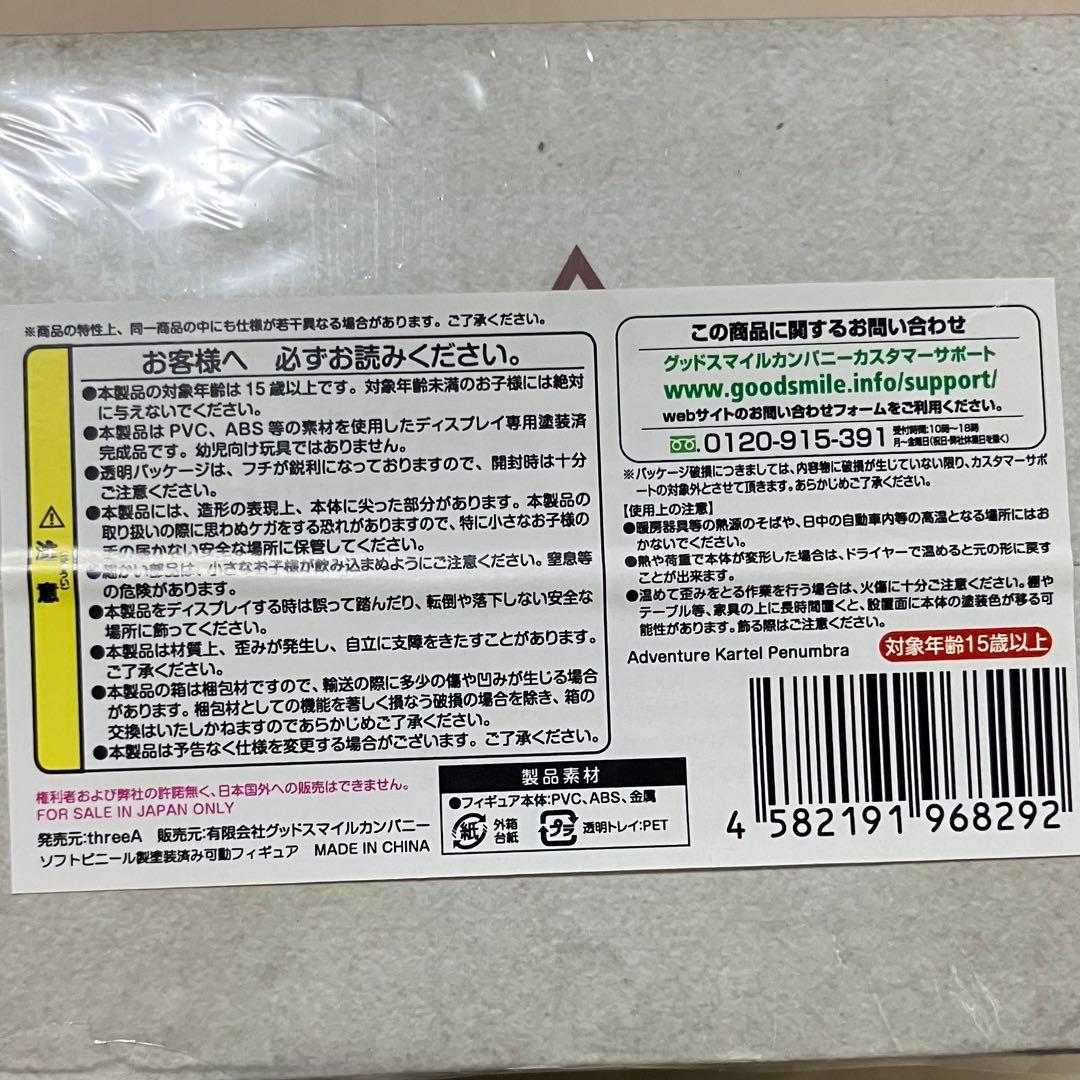 ※商品の特性上、同一商品の中にも仕様が若干異なる場合があります。ご了承ください。
お客様へ 必ずお読みください。
⚠注意
(ちゅうい)
●本製品の対象年齢は15歳以上です。対象年齢未満のお子様には絶対
に与えないでください。
●本製品はPVC、ABS等の素材を使用したディスプレイ専用塗装済
完成品です。幼児向け玩具ではありません。
●透明パッケージは、フチが鋭利になっておりますので、開封時は十分
ご注意ください。
●本製品には、造形の表現上、本体に尖った部分があります。本製品の
取り扱いの際に思わぬケガをする恐れがありますので、特に小さなお子様の
手の届かない安全な場所に保管してください。
●細かい部品は、小さなお子様が飲み込まぬようにご注意ください。窒息等
の危険があります。
●本製品をディスプレイする時は誤って踏んだり、転倒や落下しない安全な
場所に飾ってください。
●本製品は材質上、歪みが発生し、自立に支障をきたすことがあります。
ご了承ください。
●本製品の箱は梱包材ですので、輸送の際に多少の傷や凹みが生じる場合
があります。梱包材としての機能を著しく損なう破損の場合を除き、箱の
交換はいたしかねますのであらかじめご了承ください。
●本製品は予告なく仕様を変更する場合がございます。ご了承ください。
権利者および弊社の許諾無く、日本国外への販売はできません。
FOR SALE IN JAPAN ONLY
発売元:threeA 販売元:有限会社グッドスマイルカンパニー
ソフトビニール製塗装済み可動フィギュア MADE IN CHINA
製品素材
●フィギュア本体:PVC、ABS、金属
紙 外箱 台紙 プラ 透明トレイ:PET
この商品に関するお問い合わせ
グッドスマイルカンパニーカスタマーサポート
www.goodsmile.info/support/
webサイトのお問い合わせフォームをご利用ください。
0120-915-391 受付時間:10時~18時
月~金曜日(祝日・弊社休業日を除く)
※パッケージ破損につきましては、内容物に破損が生じていない限り、カスタマーサポ
ートの対象外とさせて頂きます。あらかじめご了承ください。
【使用上の注意】
●暖房器具等の熱源のそばや、日中の自動車内等の高温となる場所にはお
かないでください。
●熱や荷重で本体が変形した場合は、ドライヤーで温めると元の形に戻す
ことが出来ます。
●温めて歪みをとる作業を行う場合は、火傷に十分ご注意ください。棚や
テーブル等、家具の上に長時間置くと、設置面に本体の塗装色が移る可
能性があります。飾る際はご注意ください。
Adventure Kartel Penumbra 対象年齢15歳以上
4 582191 968292